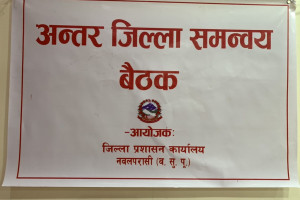 अन्तर जिल्ला समन्वय
बैठक
-आयोजक:
जिल्ला प्रशासन कार्यालय
नवलपरासी (ब. सु. पू.)